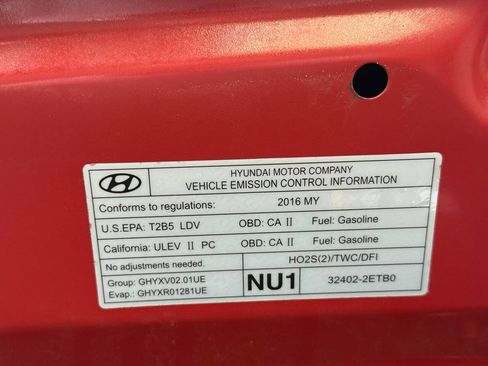 HYUNDAI MOTOR COMPANY
VEHICLE EMISSION CONTROL INFORMATION
Conforms to regulations: 2016 MY
U.S.EPA: T2B5 LDV OBD: CA II Fuel: Gasoline
California: ULEV II PC OBD: CA II Fuel: Gasoline
No adjustments needed. HO2S(2)/TWC/DFI
Group: GHYXV02.01UE
Evap.: GHYXR01281UE
NU1 32402-2ETB0